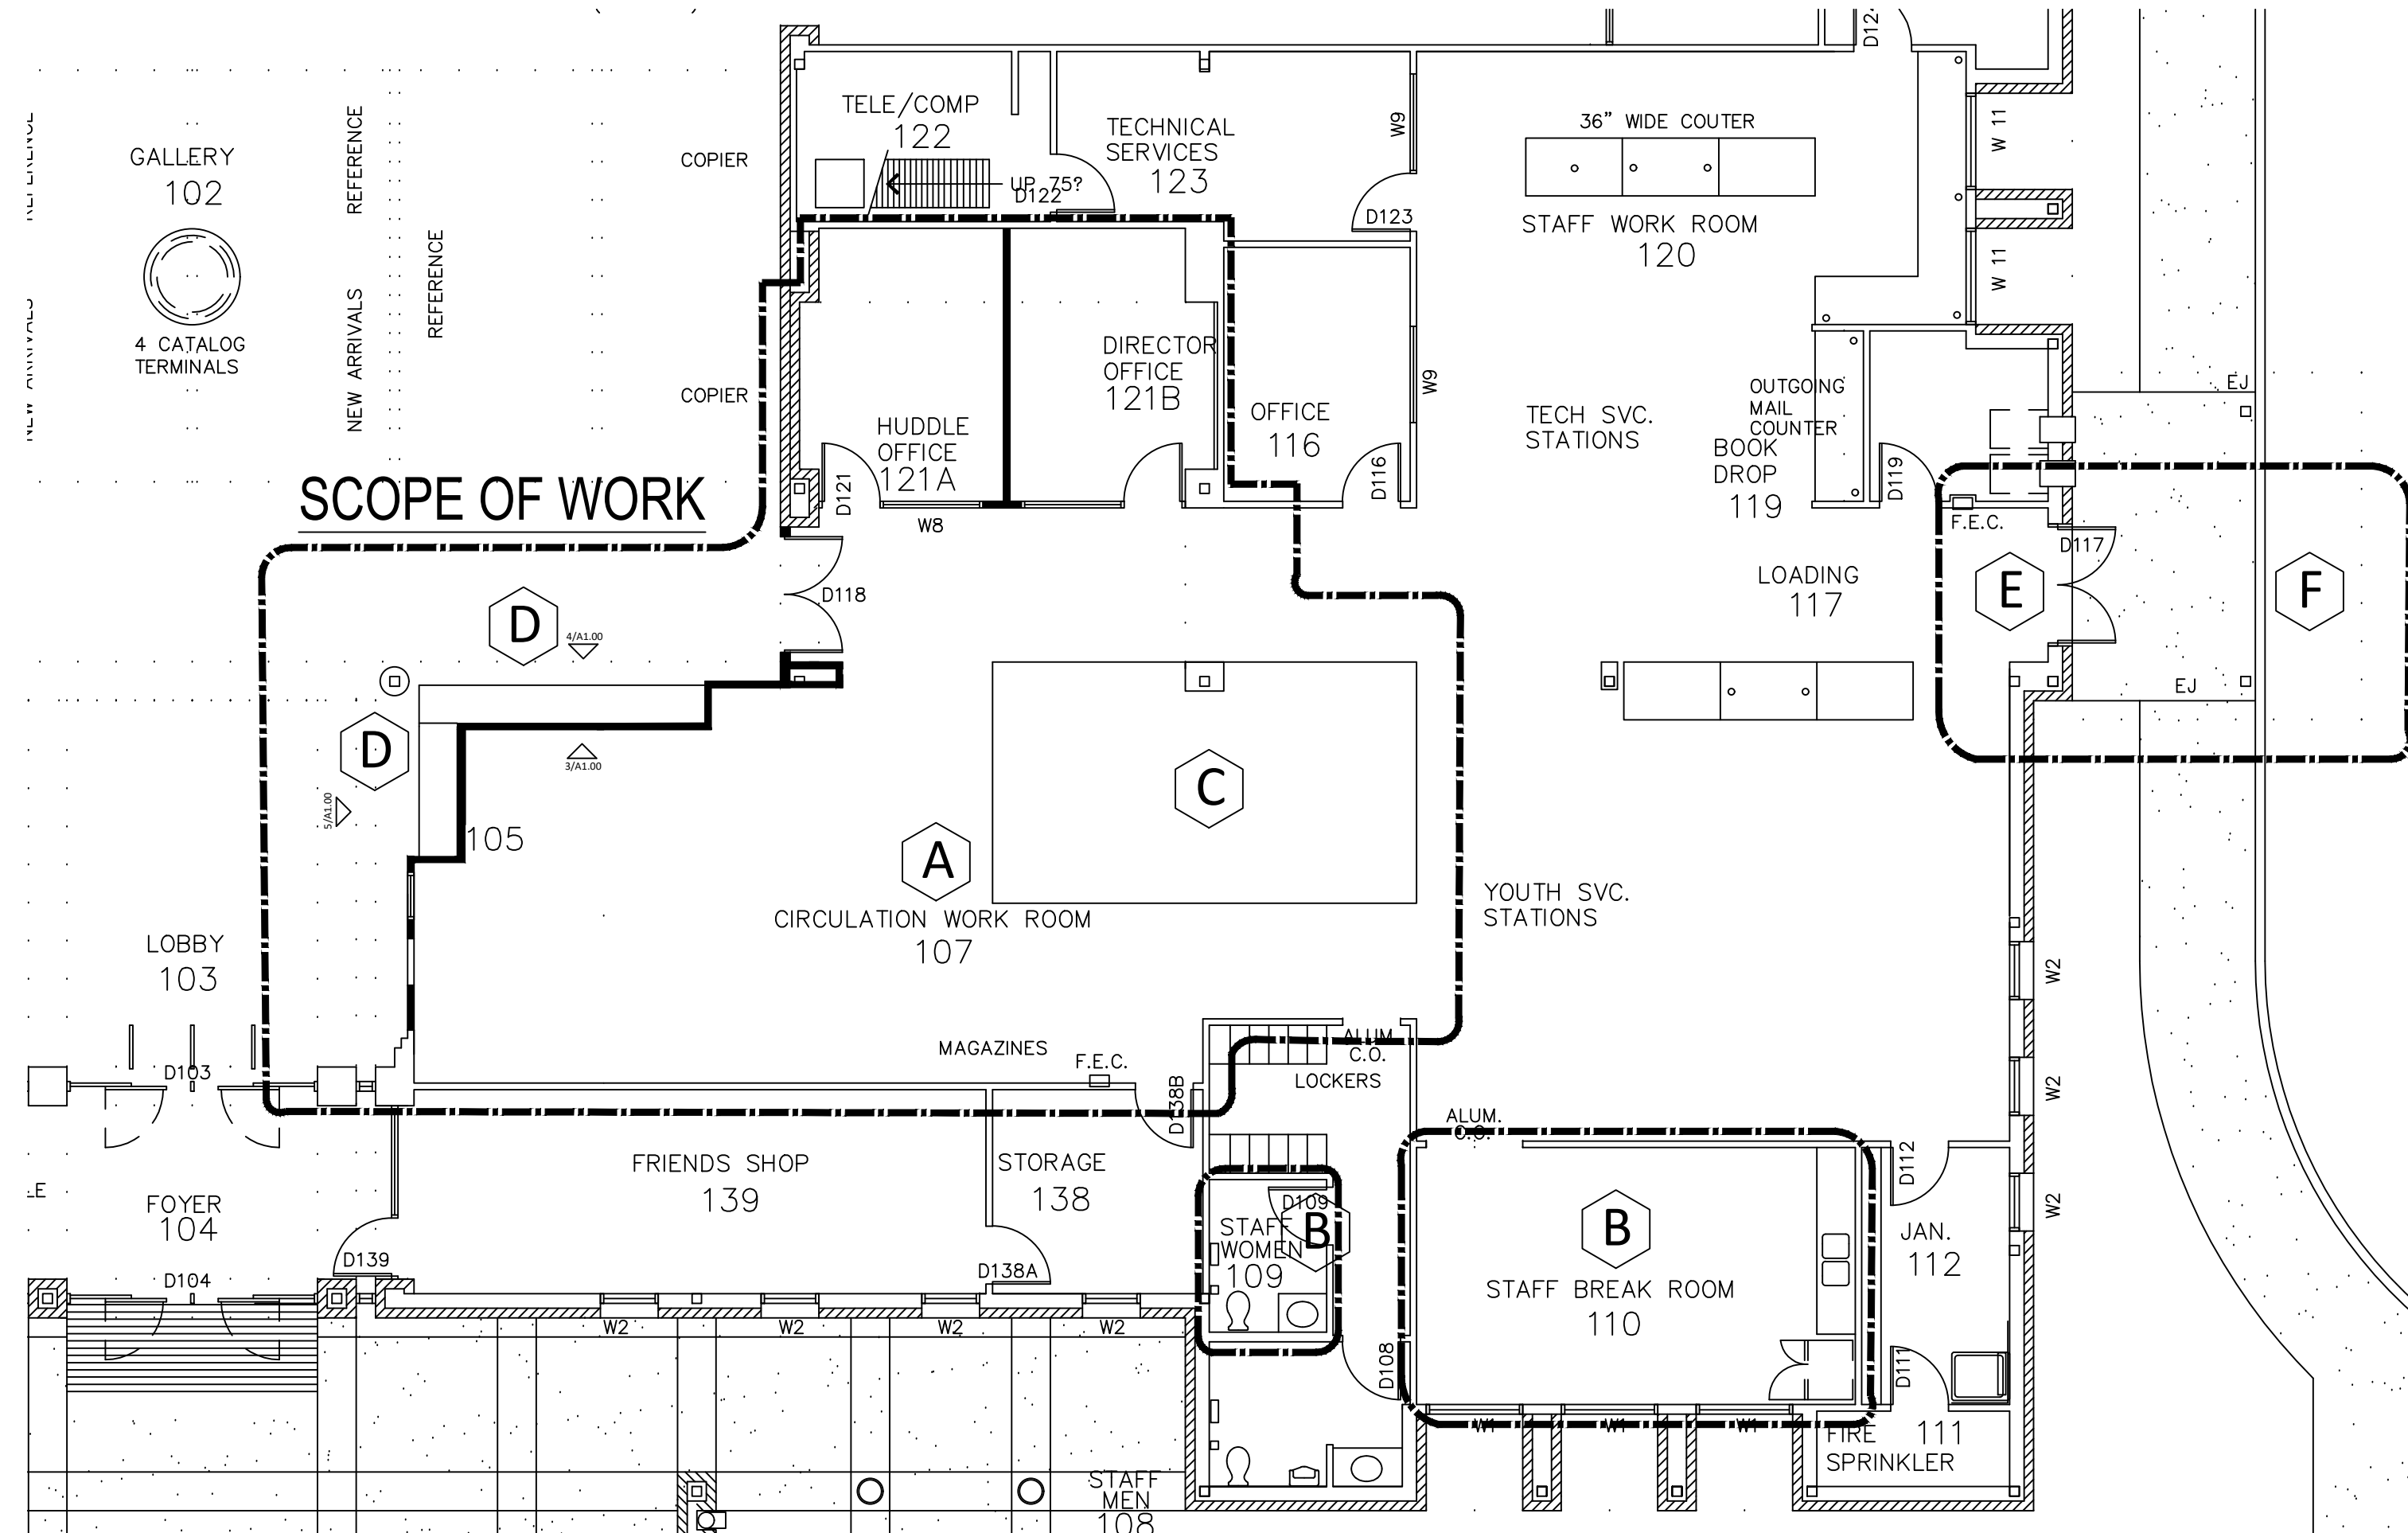 D124
TELE/COMP
122
TECHNICAL
SERVICES
123
W9
36" WIDE COUTER
W 11
REFERENCE
REFERENCE
COPIER
GALLERY
102
UP 75?
D122
D123
STAFF WORK ROOM
120
W 11
REFERENCE
NEW ARRIVALS
NEW ARRIVALS
4 CATALOG
TERMINALS
COPIER
DIRECTOR
OFFICE
121B
HUDDLE
OFFICE
121A
OFFICE
116
W9
TECH SVC.
STATIONS
OUTGOING
MAIL
COUNTER
BOOK
DROP
119
EJ
D121
D116
D119
SCOPE OF WORK
W8
F.E.C.
D117
D118
LOADING
117
E
F
D
4/A1.00
EJ
D
3/A1.00
5/A1.00
C
105
A
CIRCULATION WORK ROOM
107
YOUTH SVC.
STATIONS
LOBBY
103
W2
MAGAZINES
F.E.C.
ALUM
C.O.
LOCKERS
D103
D138B
W2
ALUM.
C.O.
D112
FRIENDS SHOP
139
STORAGE
138
LE
FOYER
104
D109
STAFF
WOMEN
109
B
B
W2
JAN.
112
D139
D138A
D104
STAFF BREAK ROOM
110
W2
W2
W2
W2
D108
D111
W1
W1
W1
FIRE
SPRINKLER
111
STAFF
MEN
108